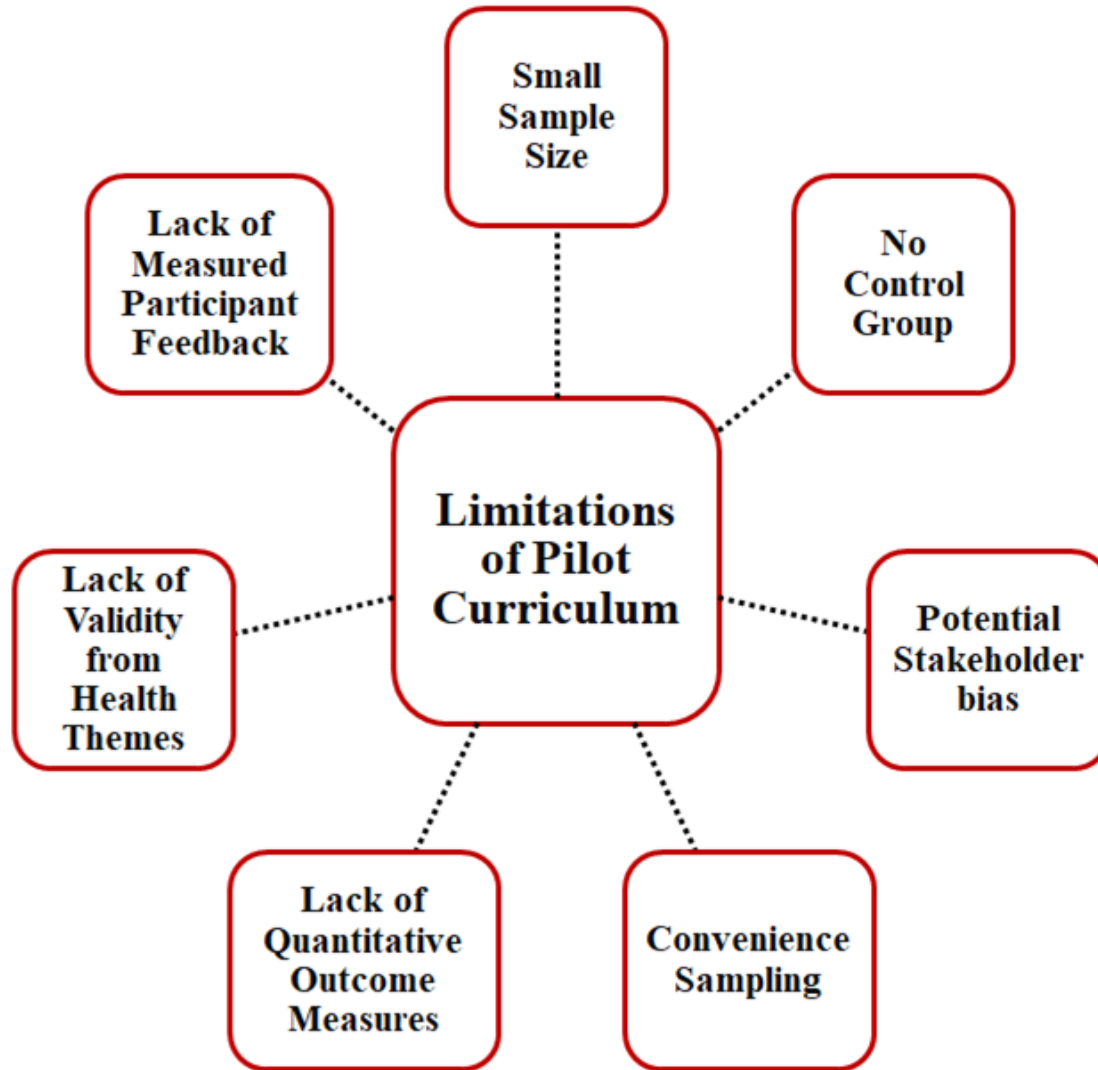 Small
Sample
Size
No
Control
Group
Potential
Stakeholder
bias
Convenience
Sampling
Lack of
Quantitative
Outcome
Measures
Lack of
Validity
from
Health
Themes
Lack of
Measured
Participant
Feedback
Limitations
of Pilot
Curriculum